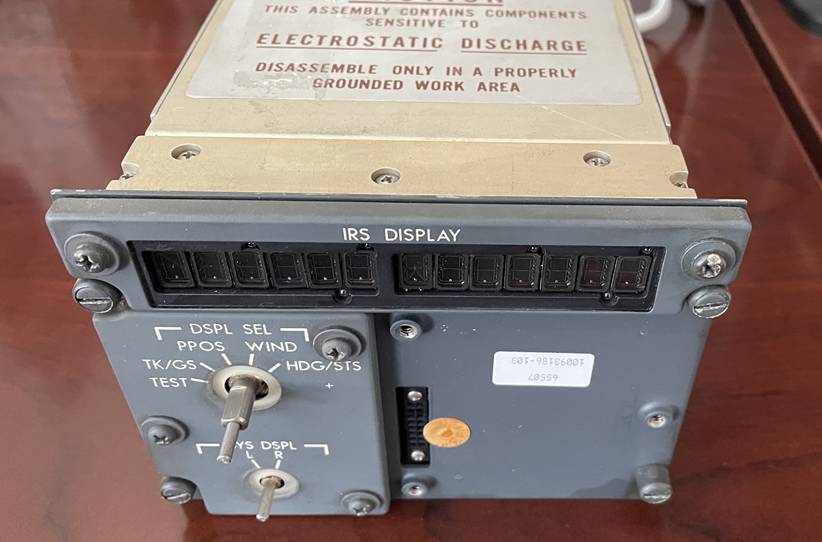 THIS ASSEMBLY CONTAINS COMPONENTS
SENSITIVE TO
ELECTROSTATIC DISCHARGE
DISASSEMBLE ONLY IN A PROPERLY
GROUNDED WORK AREA
IRS DISPLAY
DSPL SEL
PPOS WIND
TK/GS HDG/STS
TEST +
YS DSPL
L R
65507
10093186-103